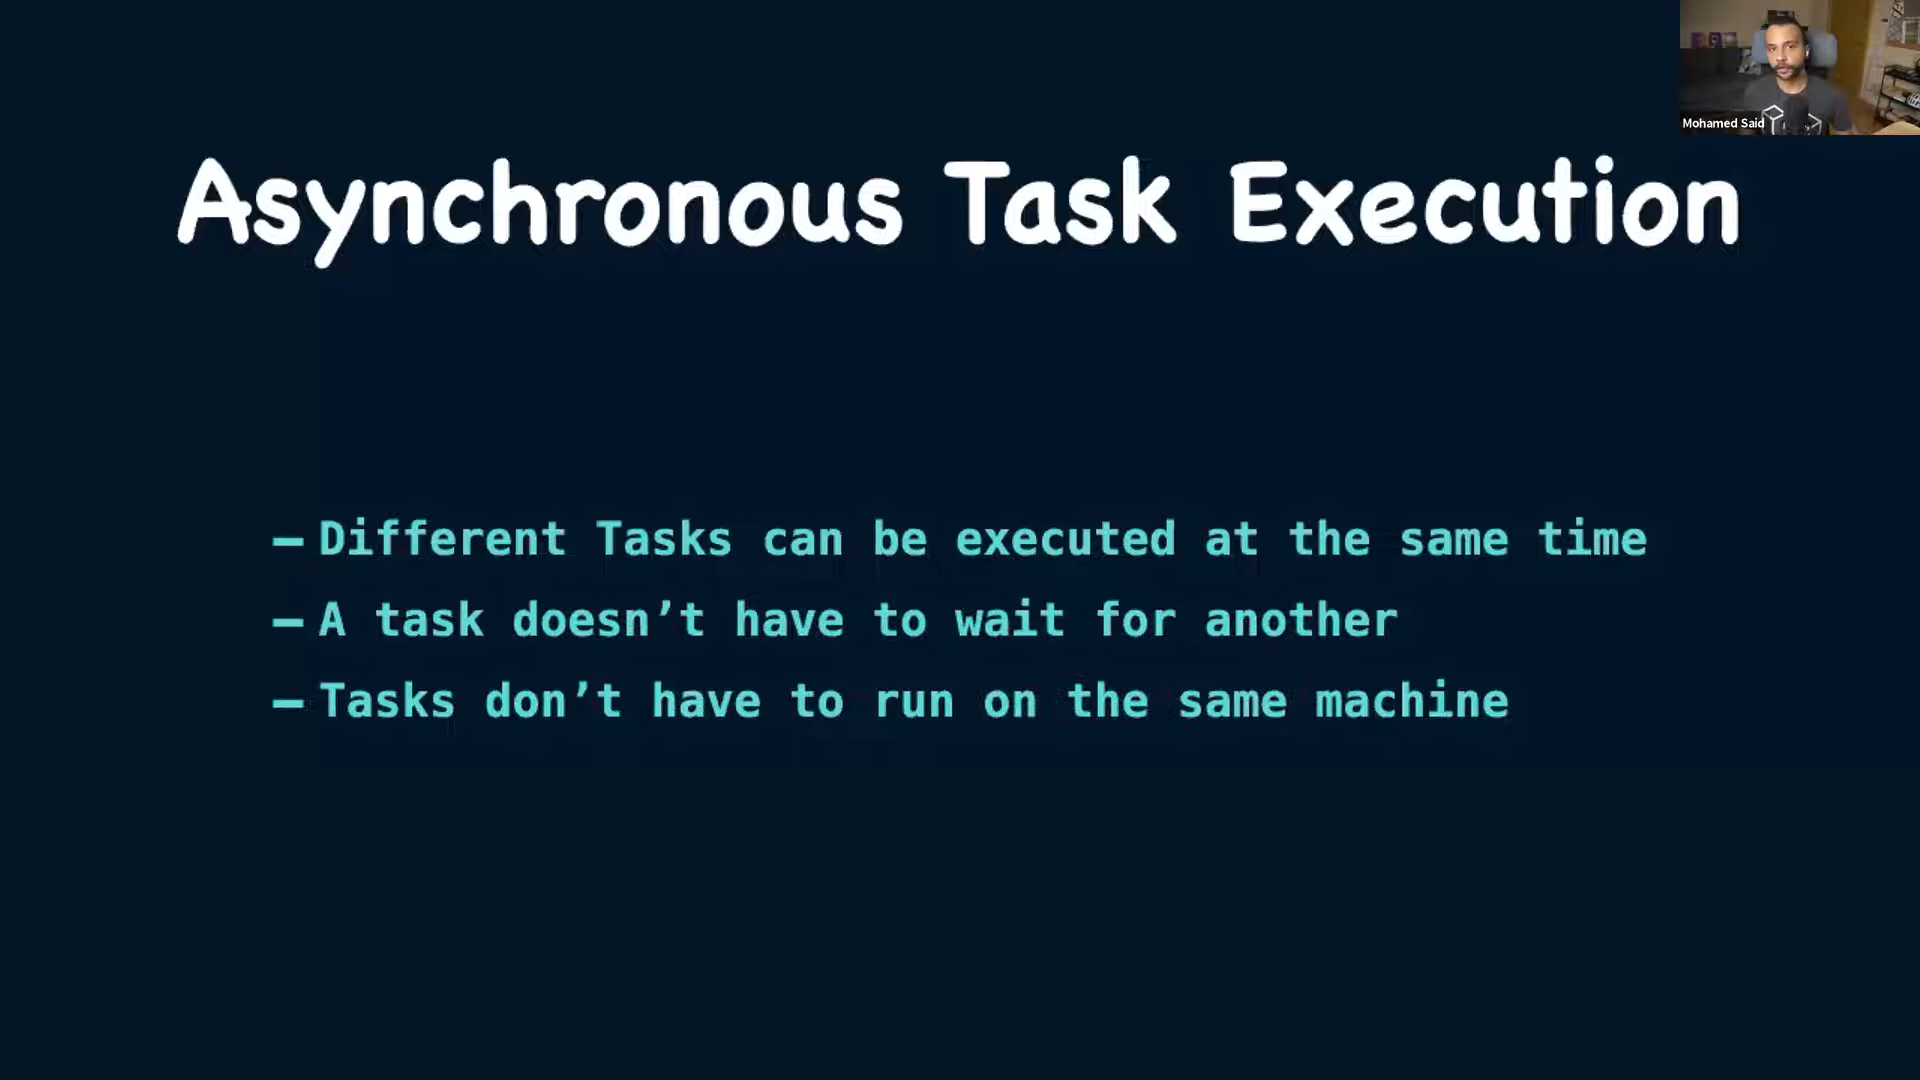 Mohamed Said
Asynchronous Task Execution
– Different Tasks can be executed at the same time
– A task doesn’t have to wait for another
– Tasks don’t have to run on the same machine